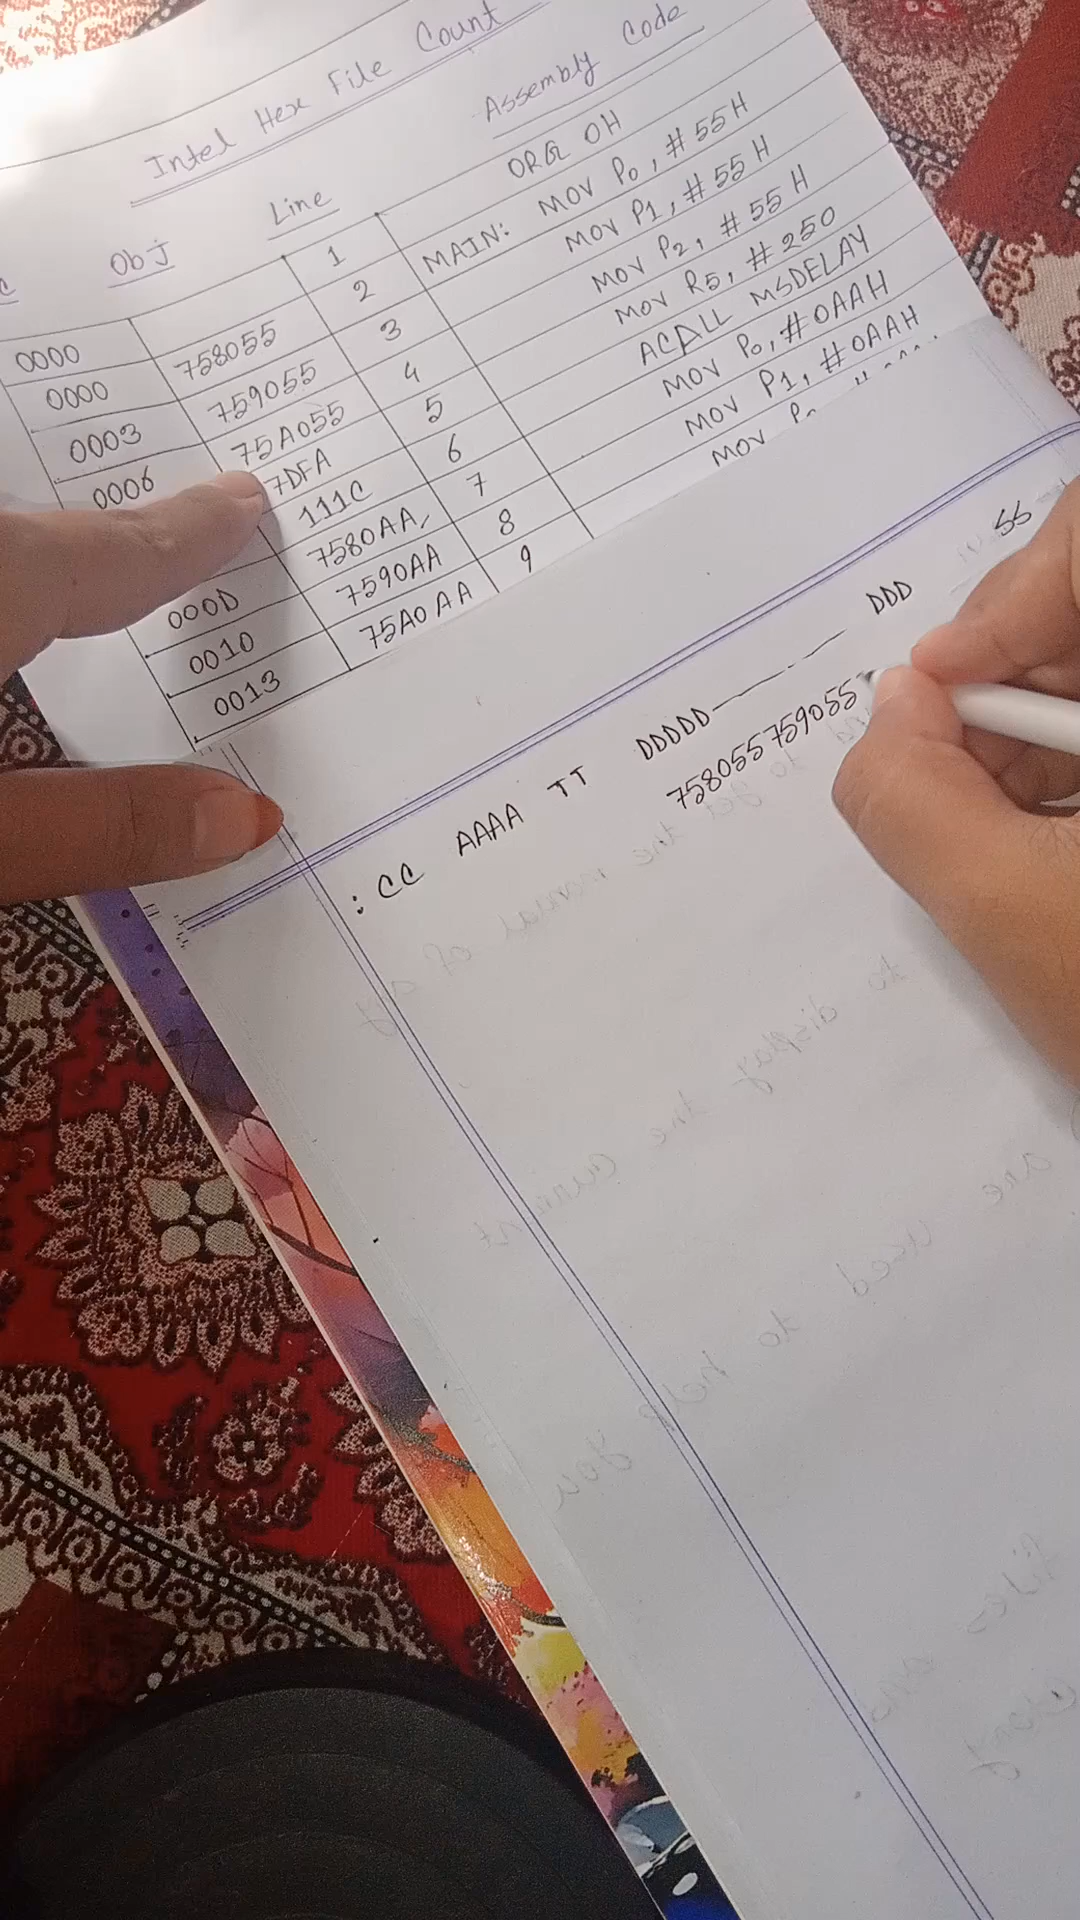 Intel Hex File Count
C Obj Line Assembly Code
0000 1 ORG OH
0000 758055 2 MAIN: MOV P0, #55H
0003 759055 3 MOV P1, #55H
0006 75A055 4 MOV P2, #55H
7DFA 5 MOV R5, #250
111C 6 ACALL MSDELAY
000D 7580AA 7 MOV P0, #0AAH
0010 7590AA 8 MOV P1, #0AAH
0013 75A0AA 9 MOV
:CC AAAA TT DDDDD DDD SS
758055759055